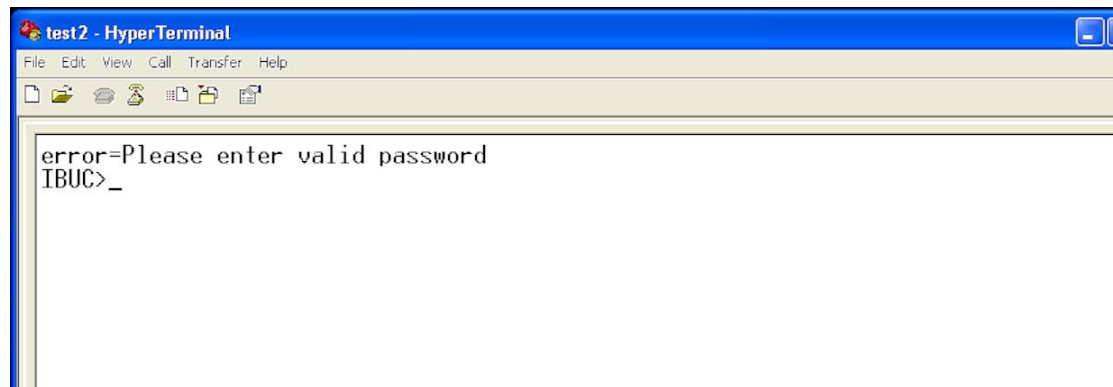 test2 - HyperTerminal
File Edit View Call Transfer Help
error=Please enter valid password
IBUC>_